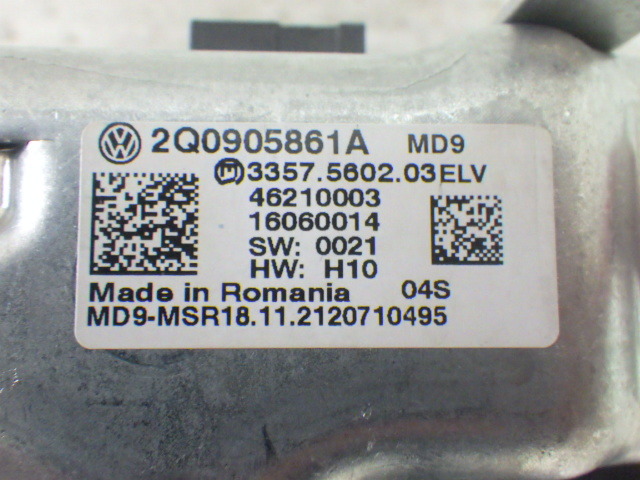 2Q0905861A MD9
3357.5602.03ELV
46210003
16060014
SW: 0021
HW: H10
Made in Romania 04S
MD9-MSR18.11.2120710495